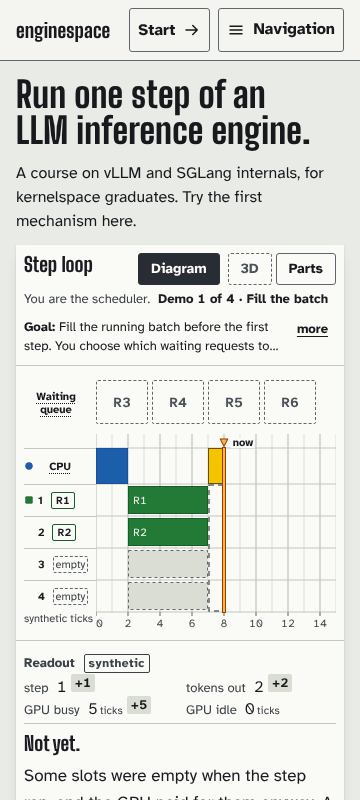 enginespace
Start →
Navigation
Run one step of an
LLM inference engine.
A course on vLLM and SGLang internals, for
kernelspace graduates. Try the first
mechanism here.
Step loop
Diagram
3D
Parts
You are the scheduler. Demo 1 of 4 · Fill the batch
Goal: Fill the running batch before the first
step. You choose which waiting requests to…
more
Waiting
queue
R3
R4
R5
R6
now
CPU
1 R1
R1
2 R2
R2
3 empty
4 empty
synthetic ticks 0 2 4 6 8 10 12 14
Readout synthetic
step 1 +1
tokens out 2 +2
GPU busy 5 ticks +5
GPU idle 0 ticks
Not yet.
Some slots were empty when the step